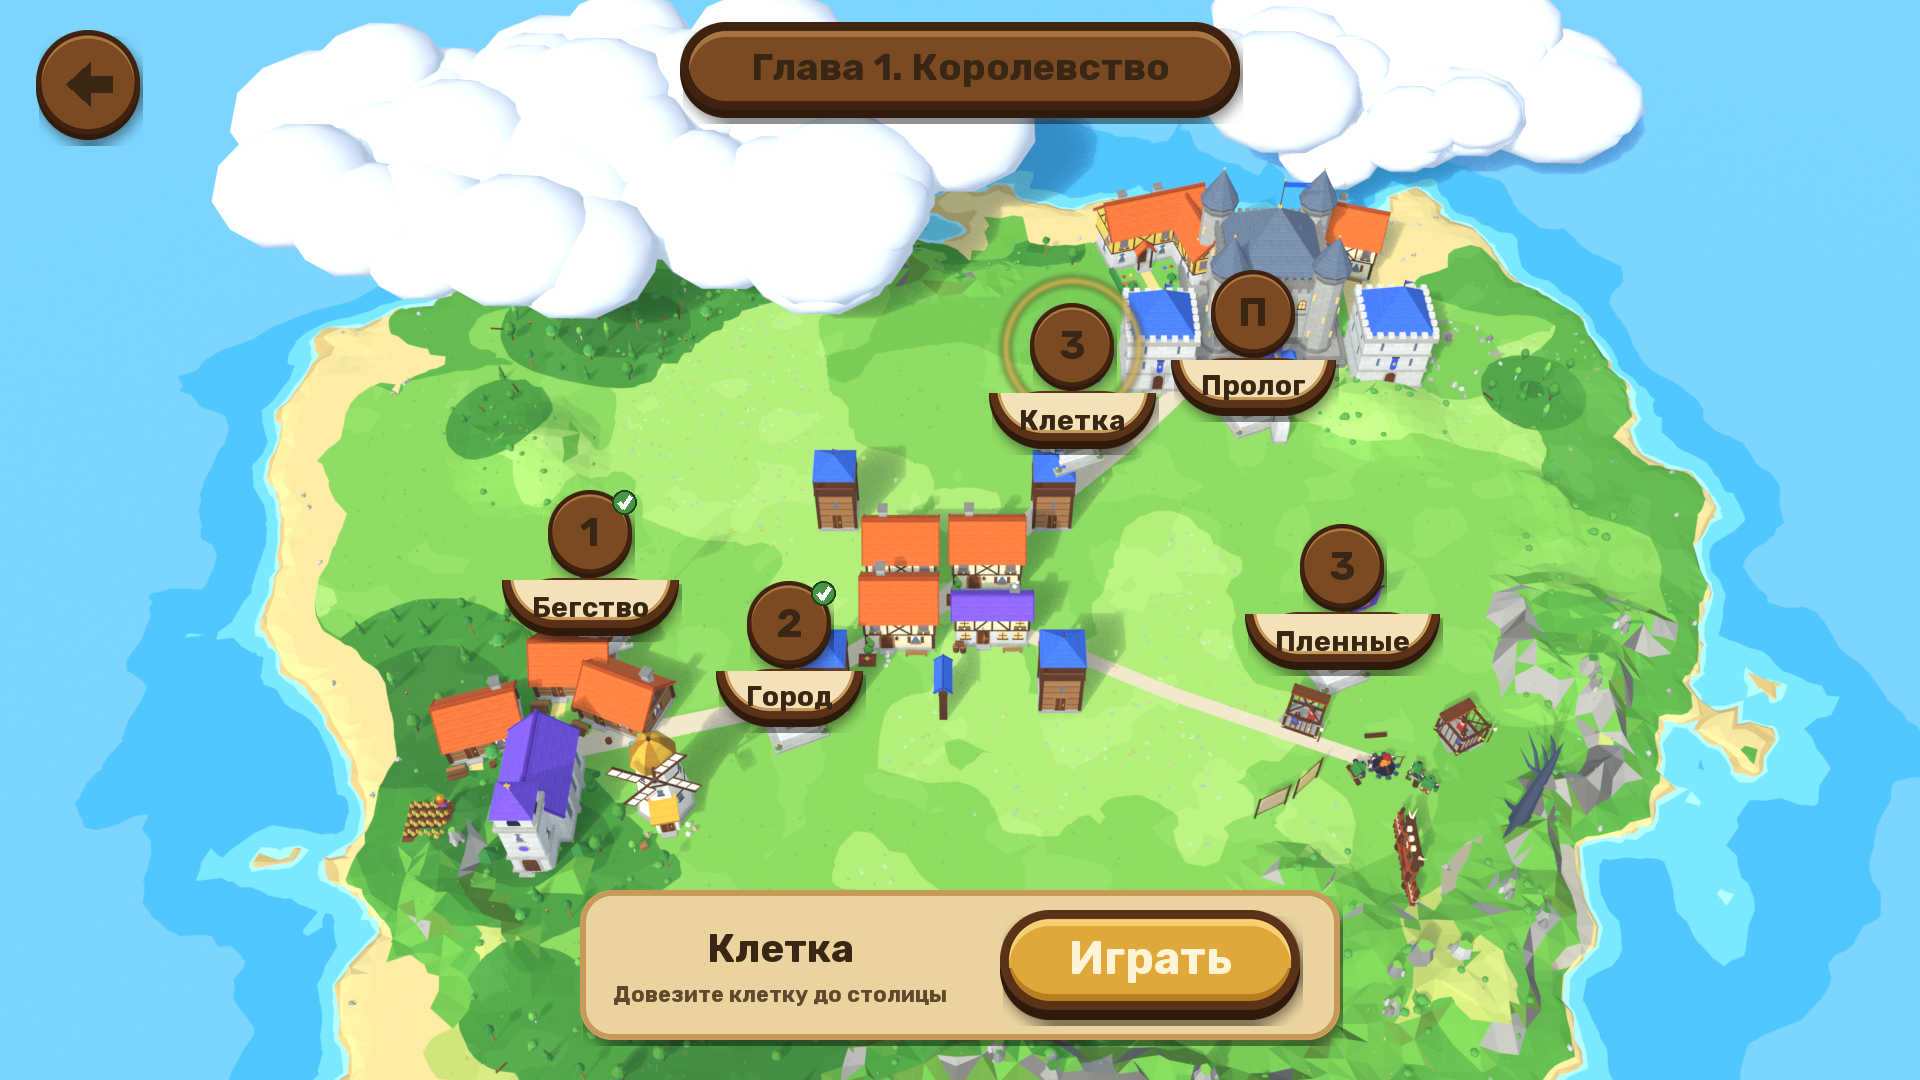 Глава 1. Королевство
П
Пролог
3
Клетка
1
Бегство
2
Город
3
Пленные
Клетка
Довезите клетку до столицы
Играть